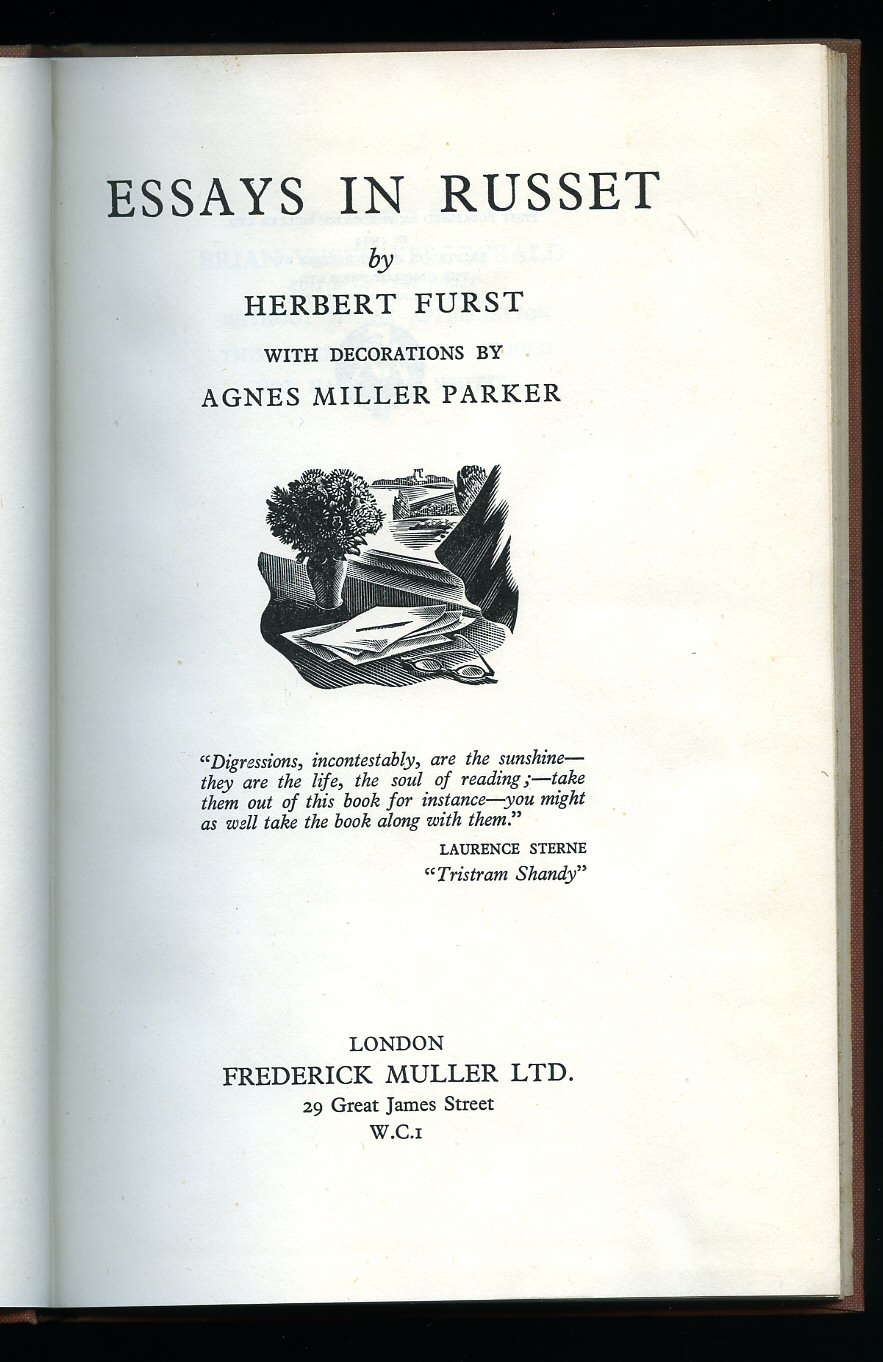 ESSAYS IN RUSSET
by
HERBERT FURST
WITH DECORATIONS BY
AGNES MILLER PARKER
“Digressions, incontestably, are the sunshine—
they are the life, the soul of reading;—take
them out of this book for instance—you might
as well take the book along with them.”
LAURENCE STERNE
“Tristram Shandy”
LONDON
FREDERICK MULLER LTD.
29 Great James Street
W.C.1